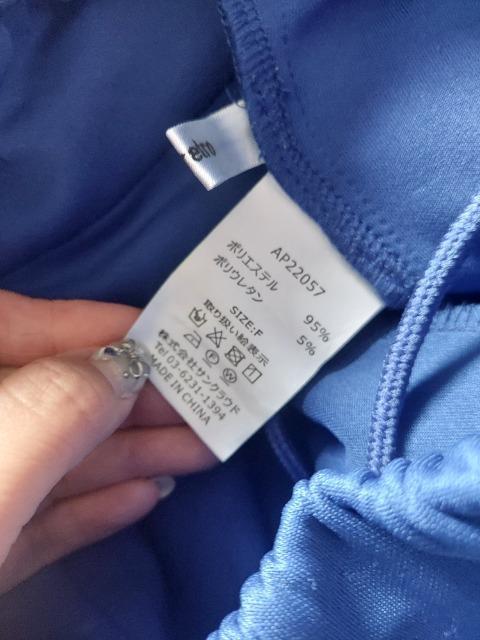 etro
AP22057
ポリエステル 95%
ポリウレタン 5%
SIZE:F
取り扱い絵表示
株式会社サンクラウド
Tel 03-6231-1394
MADE IN CHINA